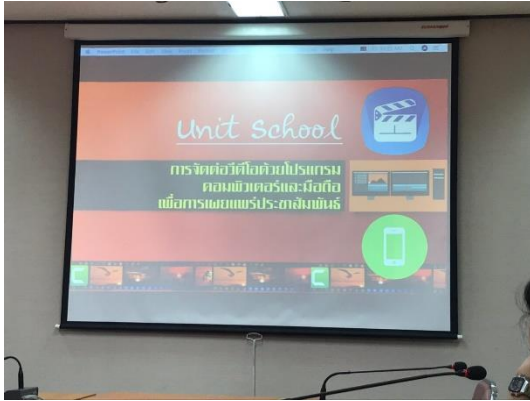 Unit School
การจัดต่อวีดีโอด้วยโปรแกรม
คอมพิวเตอร์และมือถือ
เพื่อการเผยแพร่ประชาสัมพันธ์